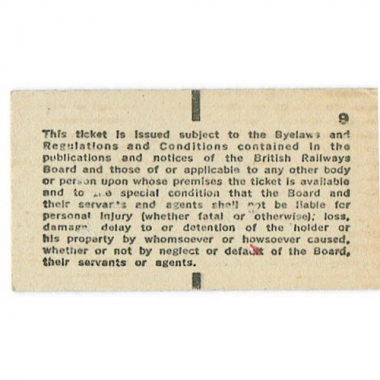 9
This ticket is issued subject to the Byelaws and
Regulations and Conditions contained in the
publications and notices of the British Railways
Board and those of or applicable to any other body
or person upon whose premises the ticket is available
and to the special condition that the Board and
their servants and agents shall not be liable for
personal injury (whether fatal or otherwise); loss,
damage delay to or detention of the holder or
his property by whomsoever or howsoever caused,
whether or not by neglect or default of the Board,
their servants or agents.